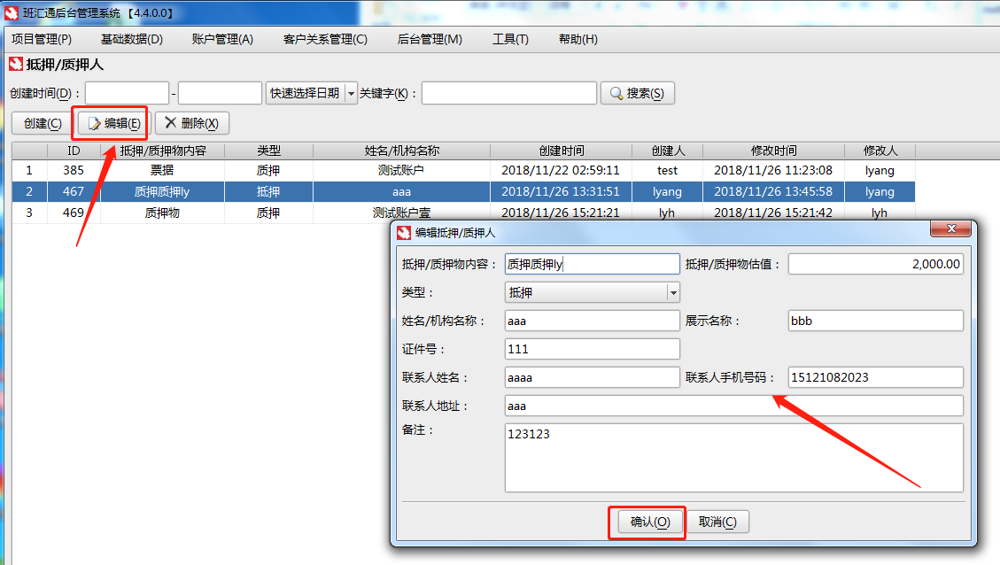 班汇通后台管理系统 【4.4.0.0】
项目管理(P) 基础数据(D) 账户管理(A) 客户关系管理(C) 后台管理(M) 工具(T) 帮助(H)
抵押/质押人
创建时间(D)： - 快速选择日期 关键字(K)： 搜索(S)
创建(C) 编辑(E) 删除(X)
ID 抵押/质押物内容 类型 姓名/机构名称 创建时间 创建人 修改时间 修改人
1 385 票据 质押 测试账户 2018/11/22 02:59:11 test 2018/11/26 11:23:08 lyang
2 467 质押质押ly 抵押 aaa 2018/11/26 13:31:51 lyang 2018/11/26 13:45:58 lyang
3 469 质押物 质押 测试账户壹 2018/11/26 15:21:21 lyh 2018/11/26 15:21:42 lyh
编辑抵押/质押人
抵押/质押物内容： 质押质押ly 抵押/质押物估值： 2,000.00
类型： 抵押
姓名/机构名称： aaa 展示名称： bbb
证件号： 111
联系人姓名： aaaa 联系人手机号码： 15121082023
联系人地址： aaa
备注： 123123
确认(O) 取消(C)